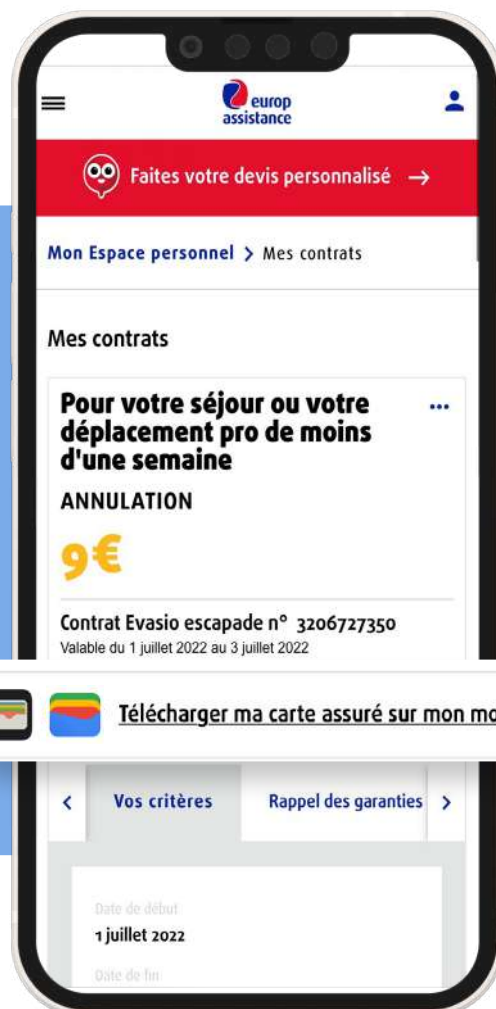 europ
assistance
Faites votre devis personnalisé →
Mon Espace personnel > Mes contrats
Mes contrats
Pour votre séjour ou votre
déplacement pro de moins
d'une semaine
ANNULATION
9€
Contrat Evasio escapade n° 3206727350
Valable du 1 juillet 2022 au 3 juillet 2022
Télécharger ma carte assuré sur mon mo
< Vos critères Rappel des garanties >
Date de début
1 juillet 2022
Date de fin